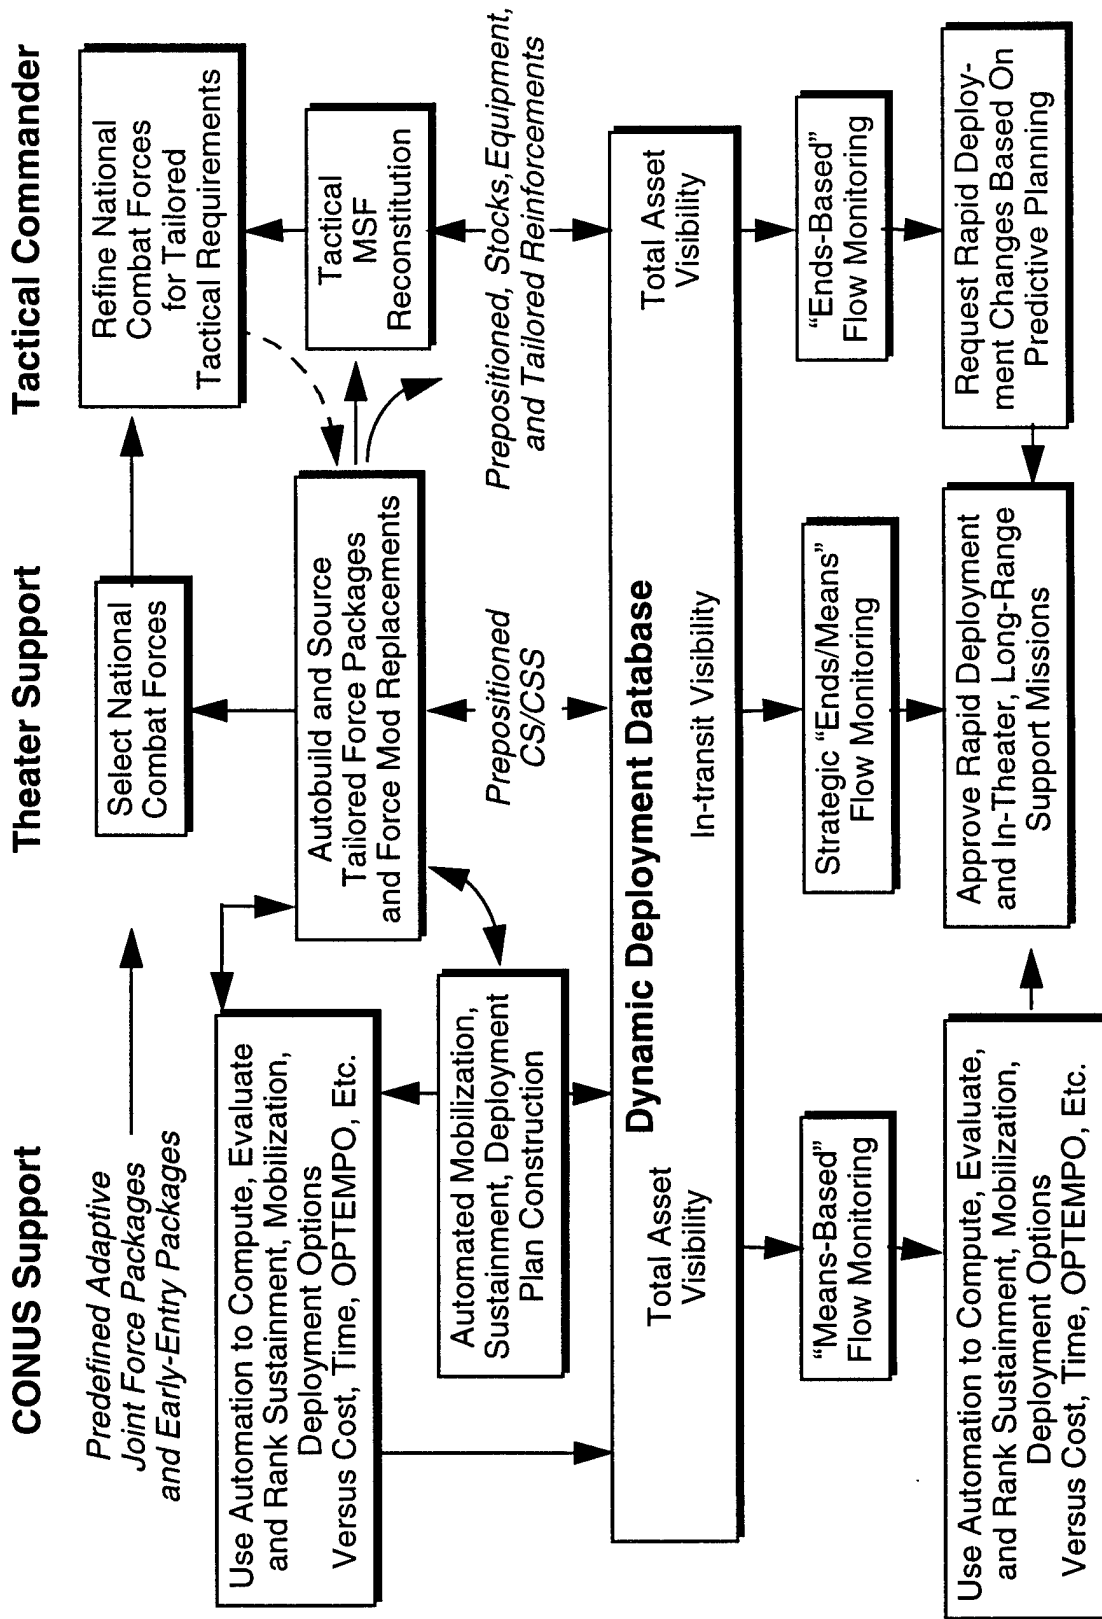 CONUS Support
Theater Support
Tactical Commander
Predefined Adaptive
Joint Force Packages
and Early-Entry Packages
Select National
Combat Forces
Refine National
Combat Forces
for Tailored
Tactical Requirements
Use Automation to Compute, Evaluate
and Rank Sustainment, Mobilization,
Deployment Options
Versus Cost, Time, OPTEMPO, Etc.
Autobuild and Source
Tailored Force Packages
and Force Mod Replacements
Tactical
MSF
Reconstitution
Automated Mobilization,
Sustainment, Deployment
Plan Construction
Prepositioned
CS/CSS
Prepositioned, Stocks,Equipment,
and Tailored Reinforcements
Dynamic Deployment Database
Total Asset
Visibility
In-transit Visibility
Total Asset
Visibility
“Means-Based”
Flow Monitoring
Strategic “Ends/Means”
Flow Monitoring
“Ends-Based”
Flow Monitoring
Use Automation to Compute, Evaluate,
and Rank Sustainment, Mobilization,
Deployment Options
Versus Cost, Time, OPTEMPO, Etc.
Approve Rapid Deployment
and In-Theater, Long-Range
Support Missions
Request Rapid Deploy-
ment Changes Based On
Predictive Planning